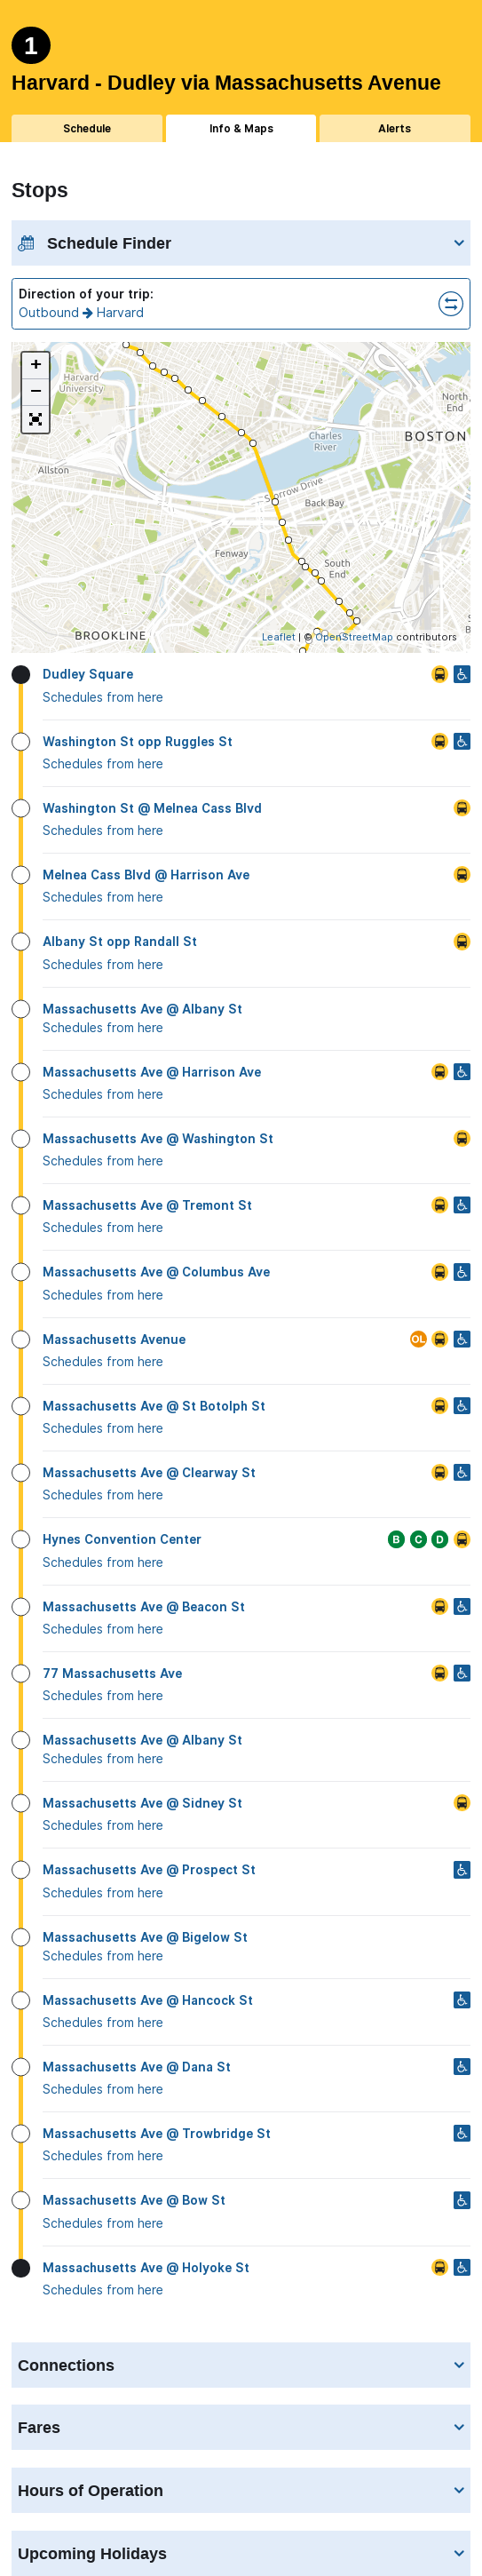 1
Harvard - Dudley via Massachusetts Avenue
Schedule
Info & Maps
Alerts
Stops
Schedule Finder
Direction of your trip:
Outbound → Harvard
+
−
Harvard
University
North
End
Charles
River
BOSTON
Allston
Storrow Drive
Back Bay
Fenway
South
End
BROOKLINE
Leaflet | © OpenStreetMap contributors
Dudley Square
Schedules from here
Washington St opp Ruggles St
Schedules from here
Washington St @ Melnea Cass Blvd
Schedules from here
Melnea Cass Blvd @ Harrison Ave
Schedules from here
Albany St opp Randall St
Schedules from here
Massachusetts Ave @ Albany St
Schedules from here
Massachusetts Ave @ Harrison Ave
Schedules from here
Massachusetts Ave @ Washington St
Schedules from here
Massachusetts Ave @ Tremont St
Schedules from here
Massachusetts Ave @ Columbus Ave
Schedules from here
Massachusetts Avenue OL
Schedules from here
Massachusetts Ave @ St Botolph St
Schedules from here
Massachusetts Ave @ Clearway St
Schedules from here
Hynes Convention Center B C D
Schedules from here
Massachusetts Ave @ Beacon St
Schedules from here
77 Massachusetts Ave
Schedules from here
Massachusetts Ave @ Albany St
Schedules from here
Massachusetts Ave @ Sidney St
Schedules from here
Massachusetts Ave @ Prospect St
Schedules from here
Massachusetts Ave @ Bigelow St
Schedules from here
Massachusetts Ave @ Hancock St
Schedules from here
Massachusetts Ave @ Dana St
Schedules from here
Massachusetts Ave @ Trowbridge St
Schedules from here
Massachusetts Ave @ Bow St
Schedules from here
Massachusetts Ave @ Holyoke St
Schedules from here
Connections
Fares
Hours of Operation
Upcoming Holidays